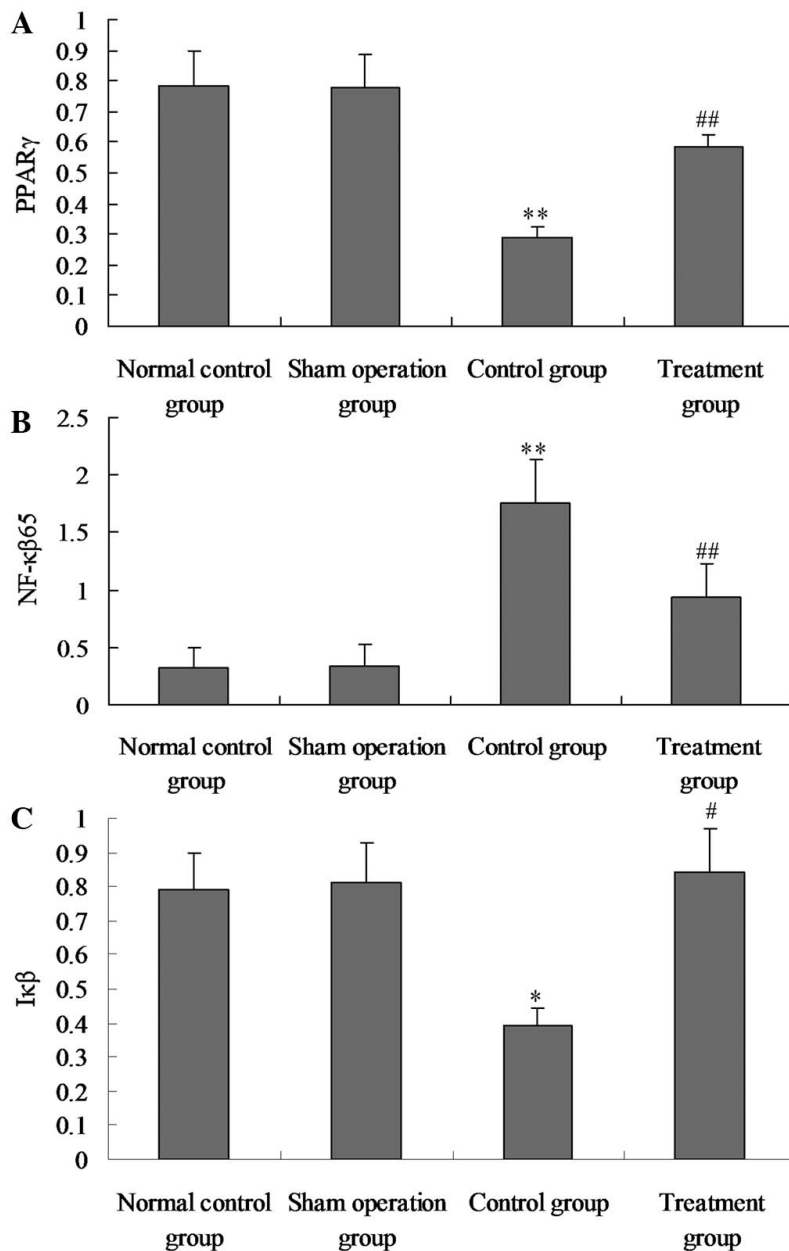 A
1
0.9
0.8
0.7
0.6
0.5
0.4
0.3
0.2
0.1
0
PPARγ
**
##
Normal control group
Sham operation group
Control group
Treatment group
B
2.5
2
1.5
1
0.5
0
NF-κβ65
**
##
Normal control group
Sham operation group
Control group
Treatment group
C
1
0.9
0.8
0.7
0.6
0.5
0.4
0.3
0.2
0.1
0
Iκβ
*
#
Normal control group
Sham operation group
Control group
Treatment group